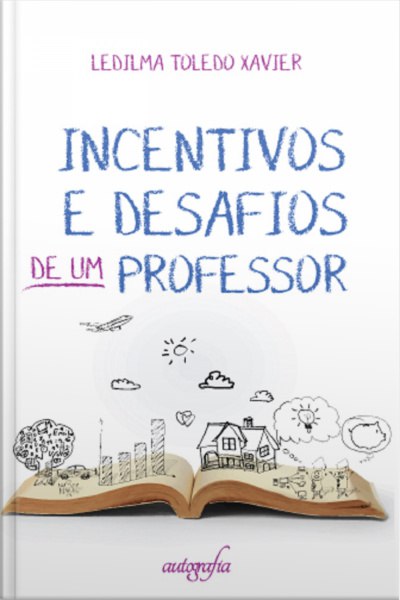 LEDILMA TOLEDO XAVIER
INCENTIVOS
E DESAFIOS
DE UM PROFESSOR
autografia